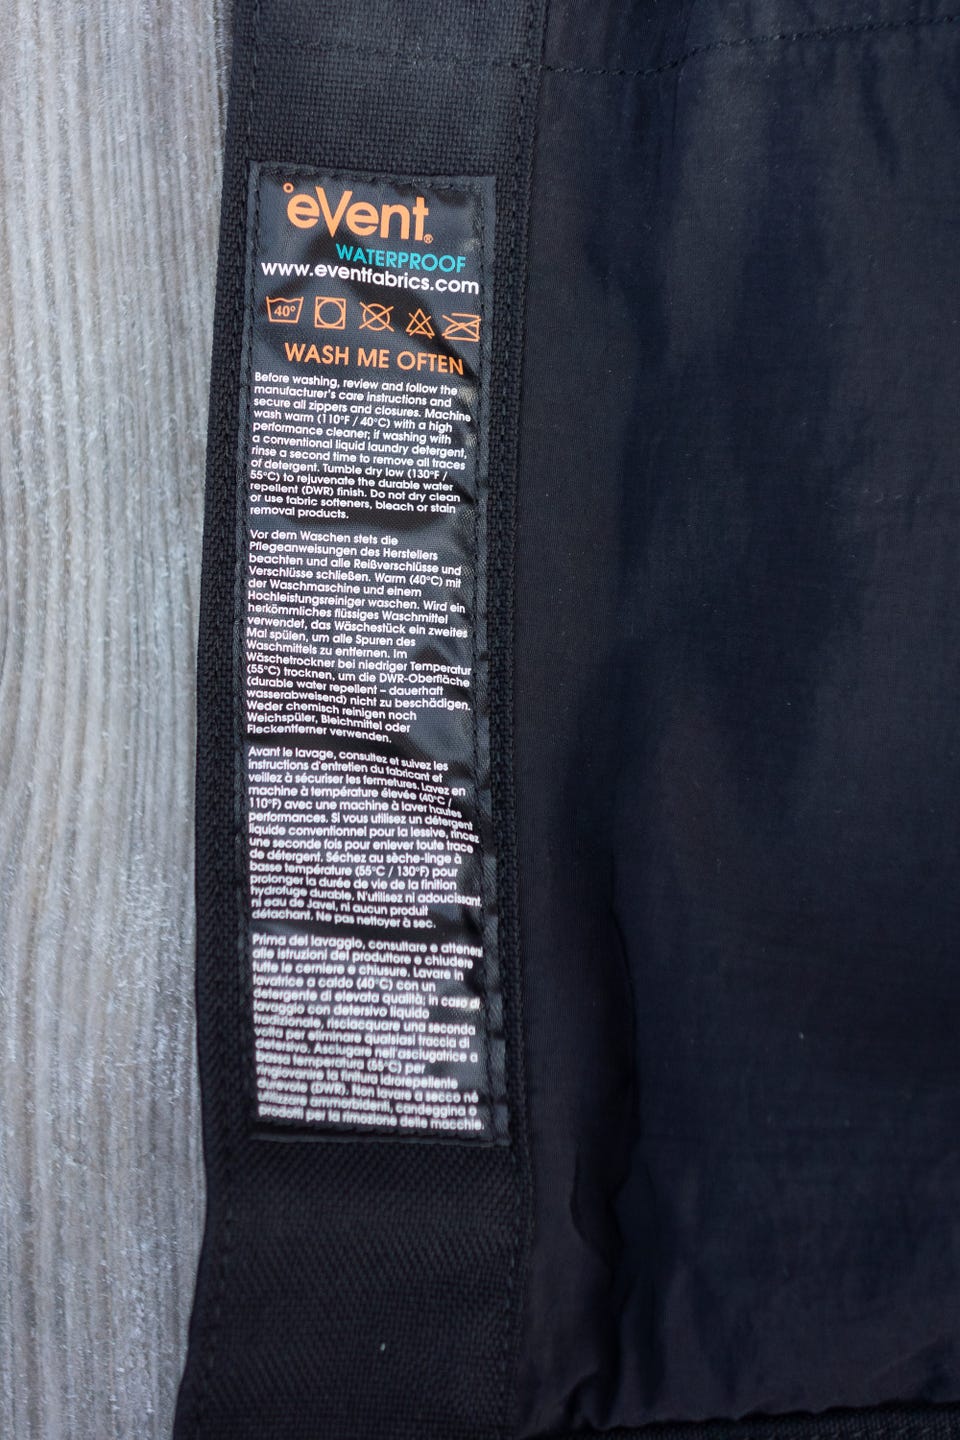 °eVent®
WATERPROOF
www.eventfabrics.com
40°
WASH ME OFTEN
Before washing, review and follow the
manufacturer's care instructions and
secure all zippers and closures. Machine
wash warm (110°F / 40°C) with a high
performance cleaner; if washing with
a conventional liquid laundry detergent,
rinse a second time to remove all traces
of detergent. Tumble dry low (130°F /
55°C) to rejuvenate the durable water
repellent (DWR) finish. Do not dry clean
or use fabric softeners, bleach or stain
removal products.
Vor dem Waschen stets die
Pflegeanweisungen des Herstellers
beachten und alle Reißverschlüsse und
Verschlüsse schließen. Warm (40°C) mit
der Waschmaschine und einem
Hochleistungsreiniger waschen. Wird ein
herkömmliches flüssiges Waschmittel
verwendet, das Wäschestück ein zweites
Mal spülen, um alle Spuren des
Waschmittels zu entfernen. Im
Wäschetrockner bei niedriger Temperatur
(55°C) trocknen, um die DWR-Oberfläche
(durable water repellent – dauerhaft
wasserabweisend) nicht zu beschädigen.
Weder chemisch reinigen noch
Weichspüler, Bleichmittel oder
Fleckentferner verwenden.
Avant le lavage, consultez et suivez les
instructions d'entretien du fabricant et
veillez à sécuriser les fermetures. Lavez en
machine à température élevée (40°C /
110°F) avec une machine à laver hautes
performances. Si vous utilisez un détergent
liquide conventionnel pour la lessive, rincez
une seconde fois pour enlever toute trace
de détergent. Séchez au sèche-linge à
basse température (55°C / 130°F) pour
prolonger la durée de vie de la finition
hydrofuge durable. N'utilisez ni adoucissant,
ni eau de Javel, ni aucun produit
détachant. Ne pas nettoyer à sec.
Prima del lavaggio, consultare e attenersi
alle istruzioni del produttore e chiudere
tutte le cerniere e chiusure. Lavare in
lavatrice a caldo (40°C) con un
detergente di elevata qualità; in caso di
lavaggio con detersivo liquido
tradizionale, risciacquare una seconda
volta per eliminare qualsiasi traccia di
detersivo. Asciugare nell'asciugatrice a
bassa temperatura (55°C) per
ringiovanire la finitura idrorepellente
durevole (DWR). Non lavare a secco né
utilizzare ammorbidenti, candeggina o
prodotti per la rimozione delle macchie.